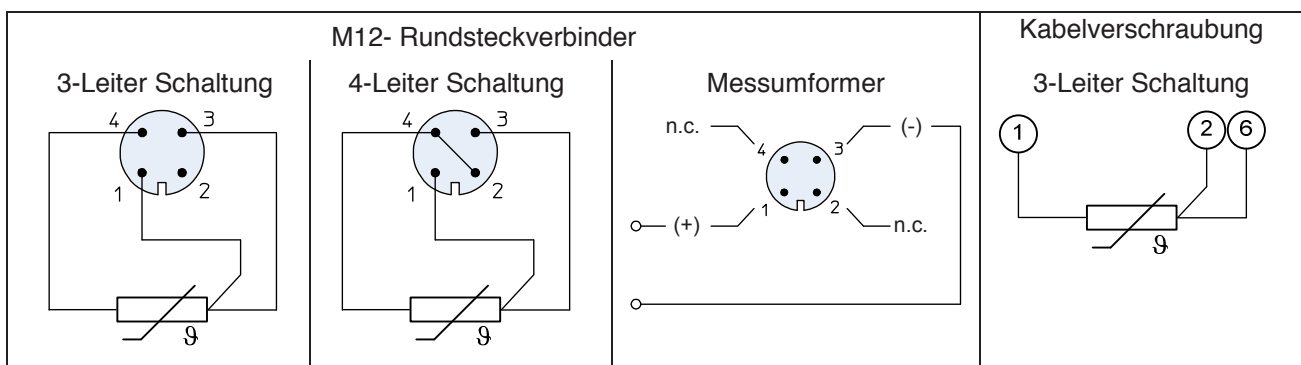 M12- Rundsteckverbinder
Kabelverschraubung
3-Leiter Schaltung
4-Leiter Schaltung
Messumformer
3-Leiter Schaltung
4 3
1 2
ϑ
4 3
1 2
ϑ
n.c. 4 3 (-)
(+) 1 2 n.c.
1 2 6
ϑ